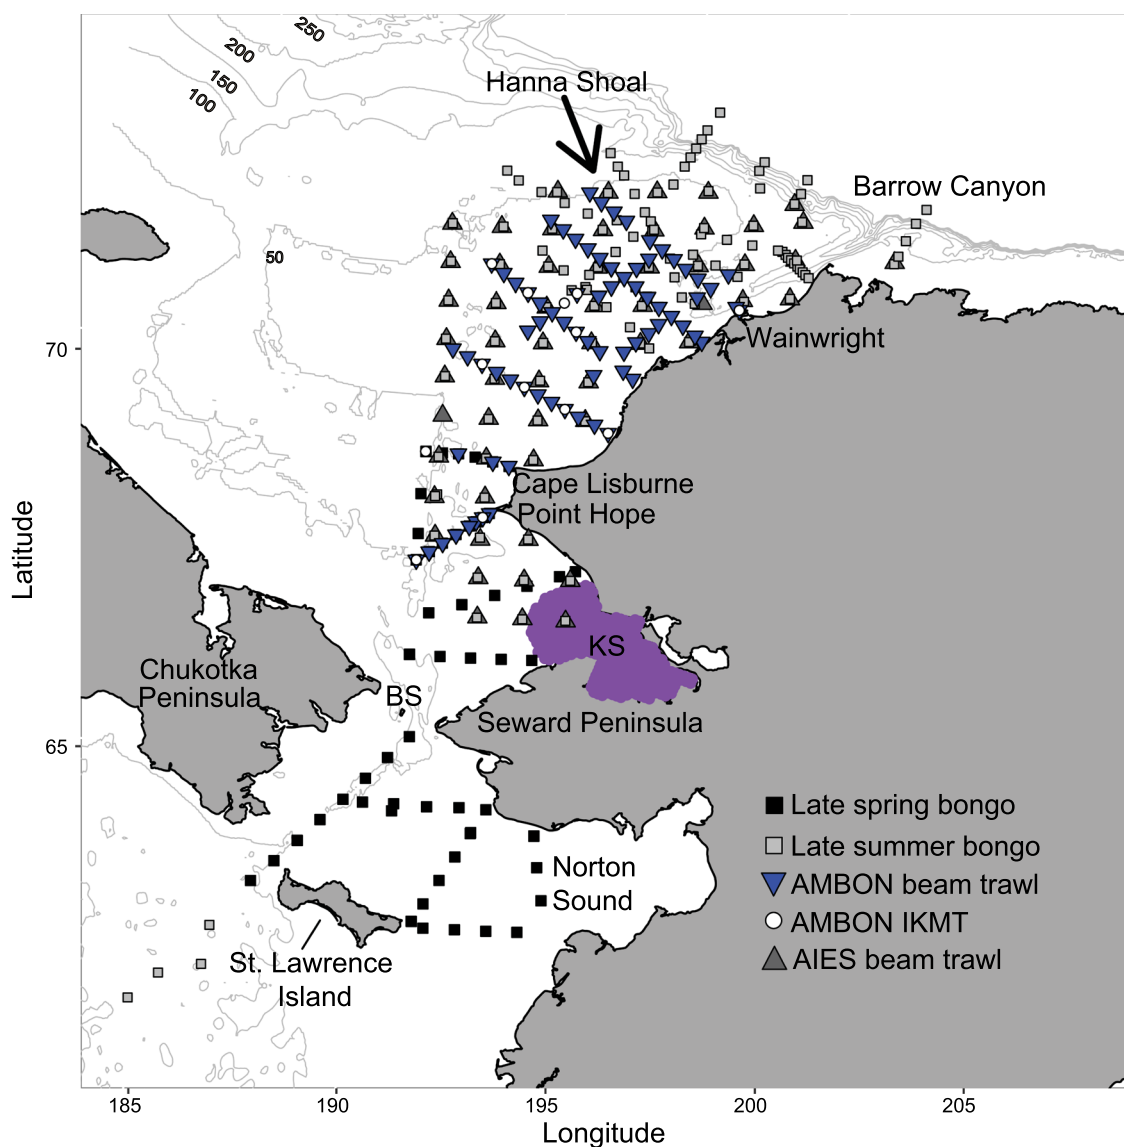 250
200
150
100
Hanna Shoal
Barrow Canyon
50
70
Wainwright
Cape Lisburne
Point Hope
Latitude
KS
Chukotka
Peninsula
BS
Seward Peninsula
65
Late spring bongo
Late summer bongo
AMBON beam trawl
AMBON IKMT
AIES beam trawl
Norton
Sound
St. Lawrence
Island
185
190
195
200
205
Longitude